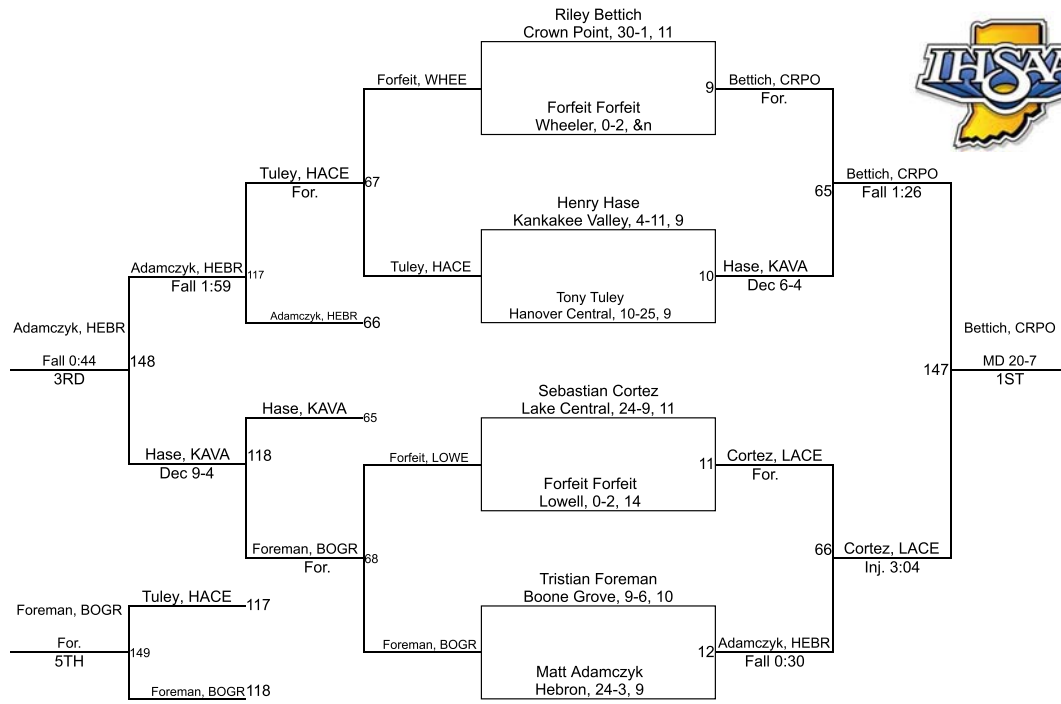 Riley Bettich
Crown Point, 30-1, 11
IHSAA
Forfeit, WHEE
9
Bettich, CRPO
For.
Forfeit Forfeit
Wheeler, 0-2, &n
Tuley, HACE
For.
67
65
Bettich, CRPO
Fall 1:26
Henry Hase
Kankakee Valley, 4-11, 9
Adamczyk, HEBR
Fall 1:59
117
Tuley, HACE
10
Hase, KAVA
Dec 6-4
Tony Tuley
Hanover Central, 10-25, 9
Adamczyk, HEBR
66
Adamczyk, HEBR
Fall 0:44
3RD
148
147
Bettich, CRPO
MD 20-7
1ST
Sebastian Cortez
Lake Central, 24-9, 11
Hase, KAVA
65
Hase, KAVA
Dec 9-4
118
Forfeit, LOWE
11
Cortez, LACE
For.
Forfeit Forfeit
Lowell, 0-2, 14
Foreman, BOGR
For.
68
66
Cortez, LACE
Inj. 3:04
Tristian Foreman
Boone Grove, 9-6, 10
Foreman, BOGR
For.
5TH
Tuley, HACE
117
149
Foreman, BOGR
118
Foreman, BOGR
12
Adamczyk, HEBR
Fall 0:30
Matt Adamczyk
Hebron, 24-3, 9